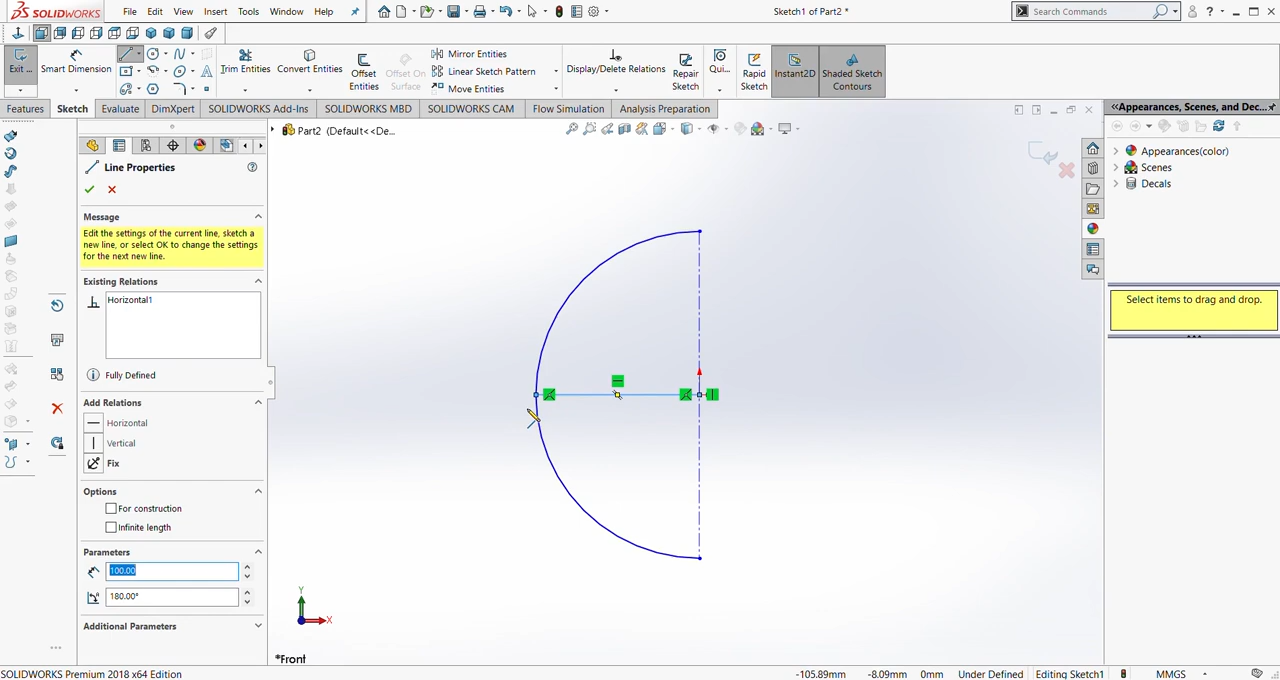 SOLIDWORKS
File Edit View Insert Tools Window Help
Sketch1 of Part2 *
Search Commands
Exit ...
Smart Dimension
Trim Entities
Convert Entities
Offset Entities
Offset On Surface
Mirror Entities
Linear Sketch Pattern
Move Entities
Display/Delete Relations
Repair Sketch
Qui...
Rapid Sketch
Instant2D
Shaded Sketch Contours
Features Sketch Evaluate DimXpert SOLIDWORKS Add-Ins SOLIDWORKS MBD SOLIDWORKS CAM Flow Simulation Analysis Preparation
Part2 (Default<<De...
Line Properties
Message
Edit the settings of the current line, sketch a
new line, or select OK to change the settings
for the next new line.
Existing Relations
Horizontal1
Fully Defined
Add Relations
Horizontal
Vertical
Fix
Options
For construction
Infinite length
Parameters
100.00
180.00°
Additional Parameters
Y
X
*Front
Appearances, Scenes, and Dec...
Appearances(color)
Scenes
Decals
Select items to drag and drop.
SOLIDWORKS Premium 2018 x64 Edition
-105.89mm -8.09mm 0mm Under Defined Editing Sketch1 MMGS